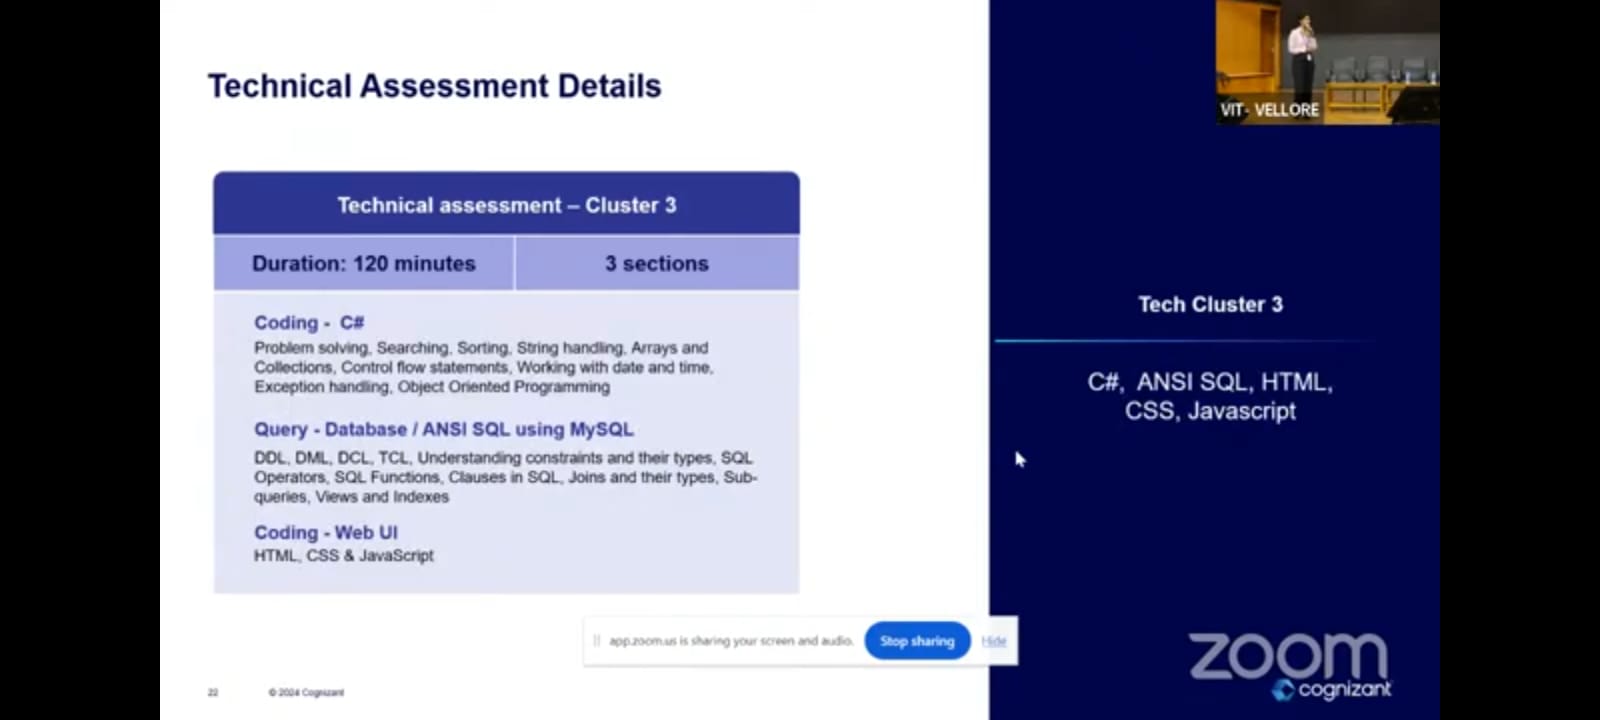 Technical Assessment Details
VIT- VELLORE
Technical assessment – Cluster 3
Duration: 120 minutes
3 sections
Coding - C#
Problem solving, Searching, Sorting, String handling, Arrays and
Collections, Control flow statements, Working with date and time,
Exception handling, Object Oriented Programming
Query - Database / ANSI SQL using MySQL
DDL, DML, DCL, TCL, Understanding constraints and their types, SQL
Operators, SQL Functions, Clauses in SQL, Joins and their types, Sub-
queries, Views and Indexes
Coding - Web UI
HTML, CSS & JavaScript
Tech Cluster 3
C#, ANSI SQL, HTML,
CSS, Javascript
app.zoom.us is sharing your screen and audio.
Stop sharing
Hide
22
© 2024 Cognizant
zoom
cognizant